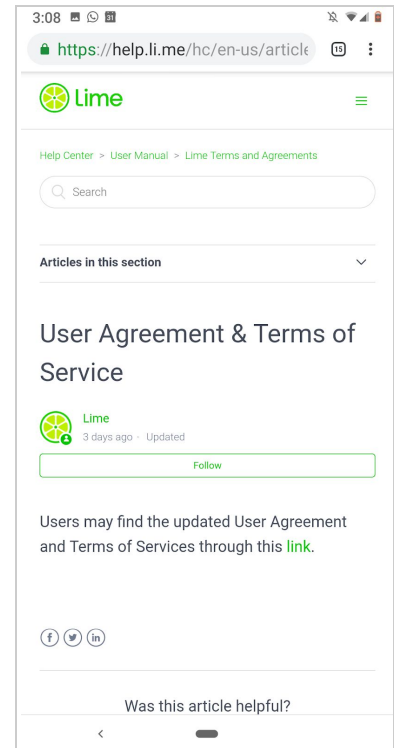 3:08
31
https://help.li.me/hc/en-us/article
15
Lime
Help Center > User Manual > Lime Terms and Agreements
Search
Articles in this section
User Agreement & Terms of
Service
Lime
3 days ago · Updated
Follow
Users may find the updated User Agreement
and Terms of Services through this link.
f in
Was this article helpful?